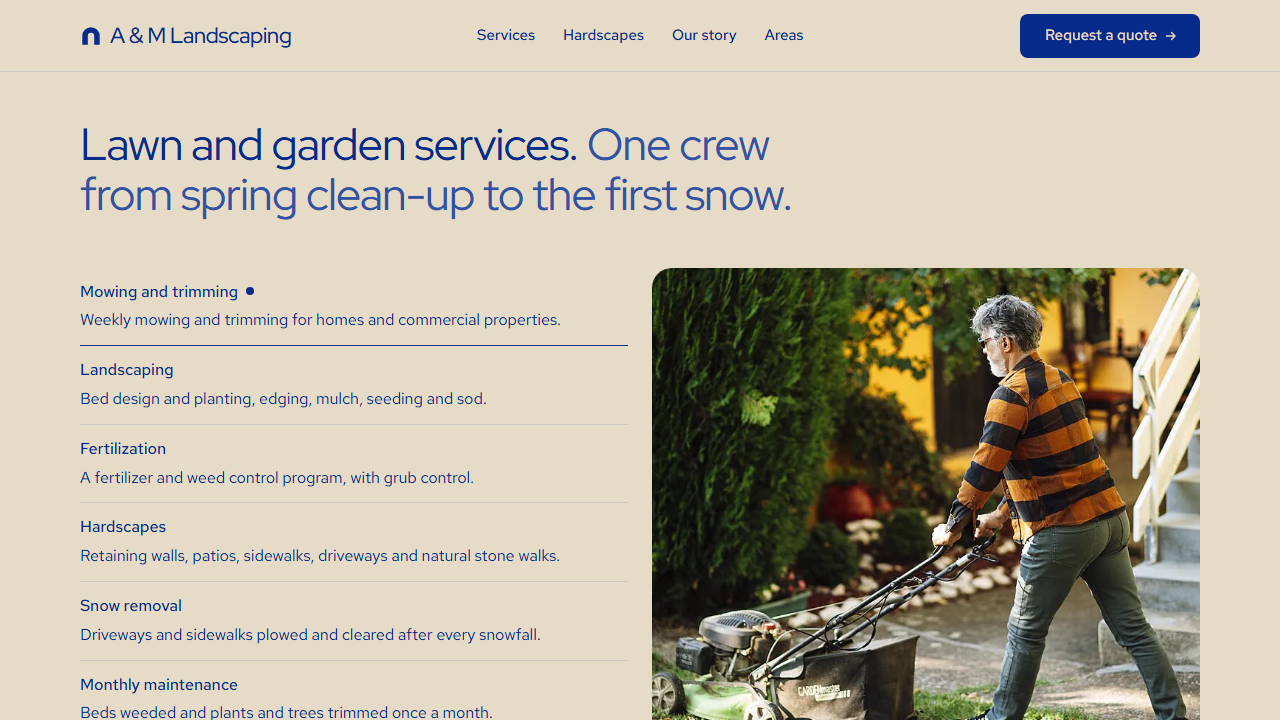 A & M Landscaping
Services
Hardscapes
Our story
Areas
Request a quote →
Lawn and garden services. One crew
from spring clean-up to the first snow.
Mowing and trimming
Weekly mowing and trimming for homes and commercial properties.
Landscaping
Bed design and planting, edging, mulch, seeding and sod.
Fertilization
A fertilizer and weed control program, with grub control.
Hardscapes
Retaining walls, patios, sidewalks, driveways and natural stone walks.
Snow removal
Driveways and sidewalks plowed and cleared after every snowfall.
Monthly maintenance
Beds weeded and plants and trees trimmed once a month.